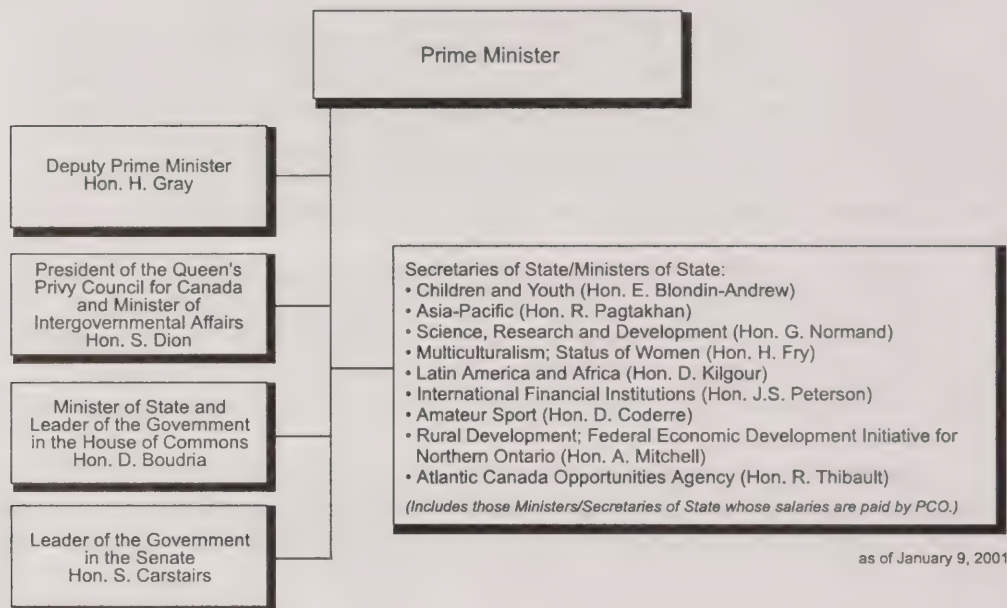 Prime Minister
Deputy Prime Minister
Hon. H. Gray
President of the Queen's
Privy Council for Canada
and Minister of
Intergovernmental Affairs
Hon. S. Dion
Minister of State and
Leader of the Government
in the House of Commons
Hon. D. Boudria
Leader of the Government
in the Senate
Hon. S. Carstairs
Secretaries of State/Ministers of State:
• Children and Youth (Hon. E. Blondin-Andrew)
• Asia-Pacific (Hon. R. Pagtakhan)
• Science, Research and Development (Hon. G. Normand)
• Multiculturalism; Status of Women (Hon. H. Fry)
• Latin America and Africa (Hon. D. Kilgour)
• International Financial Institutions (Hon. J.S. Peterson)
• Amateur Sport (Hon. D. Coderre)
• Rural Development; Federal Economic Development Initiative for
Northern Ontario (Hon. A. Mitchell)
• Atlantic Canada Opportunities Agency (Hon. R. Thibault)
(Includes those Ministers/Secretaries of State whose salaries are paid by PCO.)
as of January 9, 2001